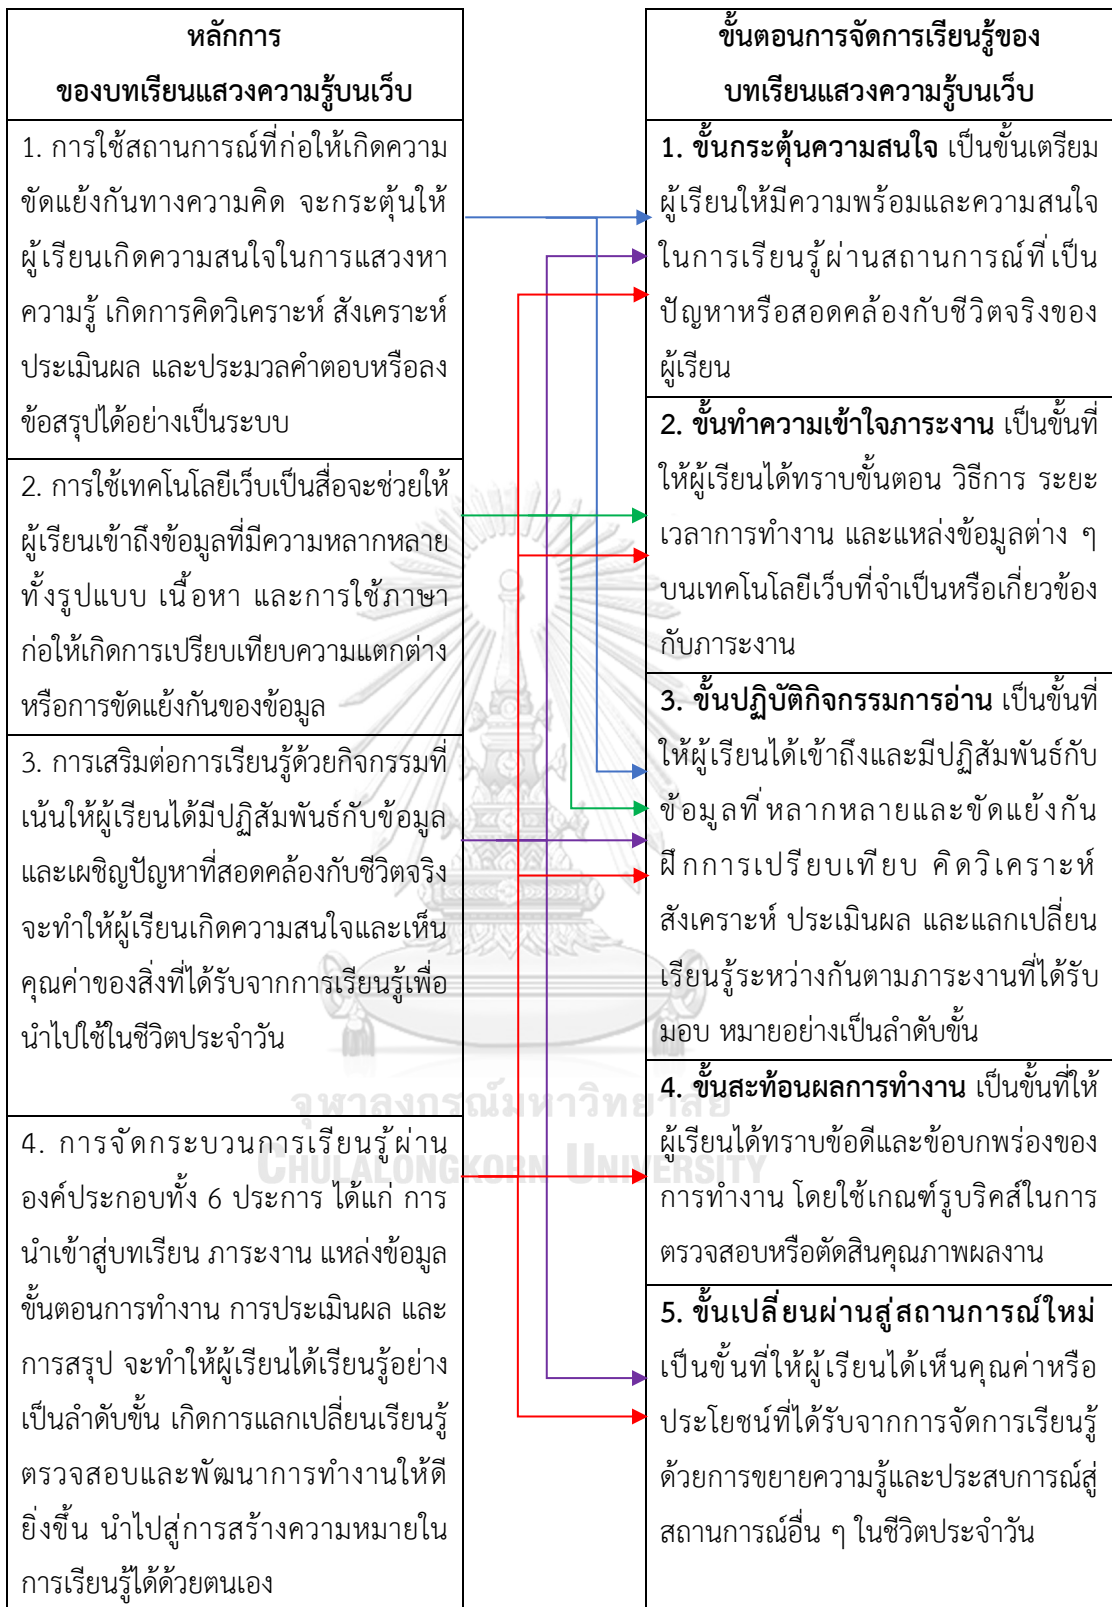 หลักการ
ของบทเรียนแสวงความรู้บนเว็บ
1. การใช้สถานการณ์ที่ก่อให้เกิดความ
ขัดแย้งกันทางความคิด จะกระตุ้นให้
ผู้เรียนเกิดความสนใจในการแสวงหา
ความรู้ เกิดการคิดวิเคราะห์ สังเคราะห์
ประเมินผล และประมวลคำตอบหรือลง
ข้อสรุปได้อย่างเป็นระบบ
2. การใช้เทคโนโลยีเว็บเป็นสื่อจะช่วยให้
ผู้เรียนเข้าถึงข้อมูลที่มีความหลากหลาย
ทั้งรูปแบบ เนื้อหา และการใช้ภาษา
ก่อให้เกิดการเปรียบเทียบความแตกต่าง
หรือการขัดแย้งกันของข้อมูล
3. การเสริมต่อการเรียนรู้ด้วยกิจกรรมที่
เน้นให้ผู้เรียนได้มีปฏิสัมพันธ์กับข้อมูล
และเผชิญปัญหาที่สอดคล้องกับชีวิตจริง
จะทำให้ผู้เรียนเกิดความสนใจและเห็น
คุณค่าของสิ่งที่ได้รับจากการเรียนรู้เพื่อ
นำไปใช้ในชีวิตประจำวัน
4. การจัดกระบวนการเรียนรู้ผ่าน
องค์ประกอบทั้ง 6 ประการ ได้แก่ การ
นำเข้าสู่บทเรียน ภาระงาน แหล่งข้อมูล
ขั้นตอนการทำงาน การประเมินผล และ
การสรุป จะทำให้ผู้เรียนได้เรียนรู้อย่าง
เป็นลำดับขั้น เกิดการแลกเปลี่ยนเรียนรู้
ตรวจสอบและพัฒนาการทำงานให้ดี
ยิ่งขึ้น นำไปสู่การสร้างความหมายใน
การเรียนรู้ได้ด้วยตนเอง
ขั้นตอนการจัดการเรียนรู้ของ
บทเรียนแสวงความรู้บนเว็บ
1. ขั้นกระตุ้นความสนใจ เป็นขั้นเตรียม
ผู้เรียนให้มีความพร้อมและความสนใจ
ในการเรียนรู้ผ่านสถานการณ์ที่เป็น
ปัญหาหรือสอดคล้องกับชีวิตจริงของ
ผู้เรียน
2. ขั้นทำความเข้าใจภาระงาน เป็นขั้นที่
ให้ผู้เรียนได้ทราบขั้นตอน วิธีการ ระยะ
เวลาการทำงาน และแหล่งข้อมูลต่าง ๆ
บนเทคโนโลยีเว็บที่จำเป็นหรือเกี่ยวข้อง
กับภาระงาน
3. ขั้นปฏิบัติกิจกรรมการอ่าน เป็นขั้นที่
ให้ผู้เรียนได้เข้าถึงและมีปฏิสัมพันธ์กับ
ข้อมูลที่หลากหลายและขัดแย้งกัน
ฝึกการเปรียบเทียบ คิดวิเคราะห์
สังเคราะห์ ประเมินผล และแลกเปลี่ยน
เรียนรู้ระหว่างกันตามภาระงานที่ได้รับ
มอบ หมายอย่างเป็นลำดับขั้น
4. ขั้นสะท้อนผลการทำงาน เป็นขั้นที่ให้
ผู้เรียนได้ทราบข้อดีและข้อบกพร่องของ
การทำงาน โดยใช้เกณฑ์รูบริคส์ในการ
ตรวจสอบหรือตัดสินคุณภาพผลงาน
5. ขั้นเปลี่ยนผ่านสู่สถานการณ์ใหม่
เป็นขั้นที่ให้ผู้เรียนได้เห็นคุณค่าหรือ
ประโยชน์ที่ได้รับจากการจัดการเรียนรู้
ด้วยการขยายความรู้และประสบการณ์สู่
สถานการณ์อื่น ๆ ในชีวิตประจำวัน
จุฬาลงกรณ์มหาวิทยาลัย
CHULALONGKORN UNIVERSITY